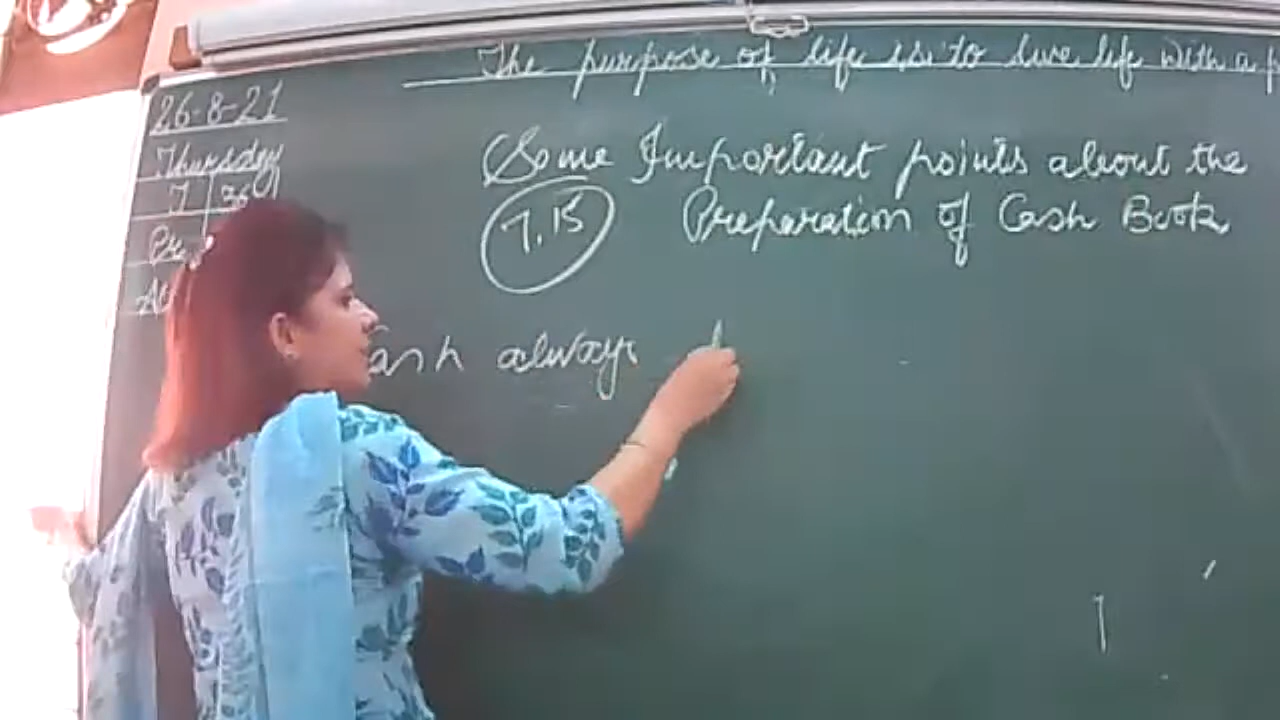 The purpose of life is to live life with a
26-8-21
Thursday
T 36
Some Important points about the
7.15 Preparation of Cash Book
ash always